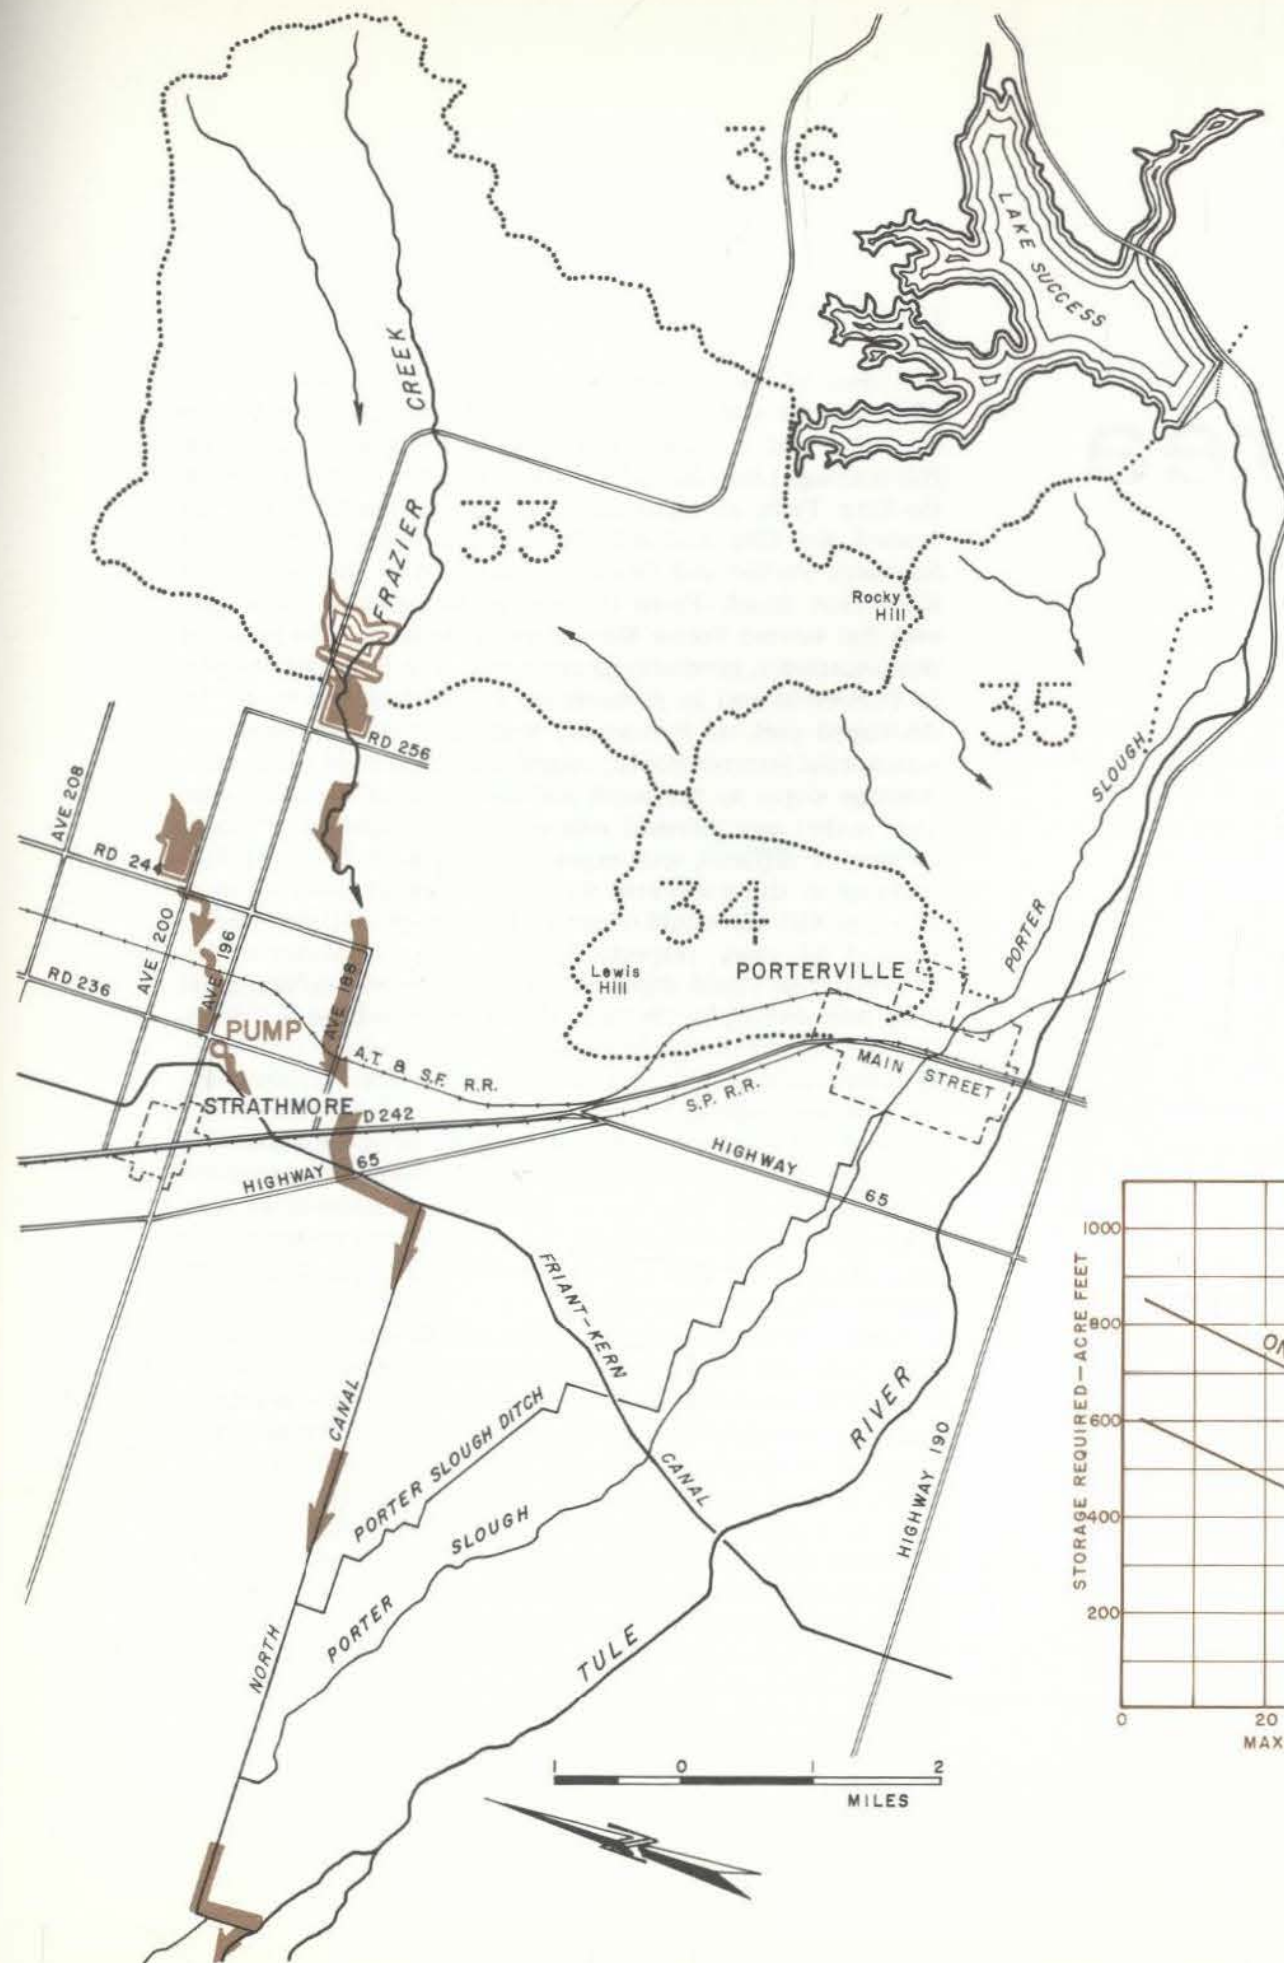 36
LAKE SUCCESS
FRAZIER CREEK
33
Rocky
Hill
35
RD 256
SLOUGH
AVE 208
RD 244
34
PORTER
AVE 200
AVE 196
Lewis
Hill
PORTERVILLE
RD 236
AVE 188
PUMP
A.T. & S.F. R.R.
MAIN STREET
STRATHMORE
D242
S.P. R.R.
HIGHWAY 65
HIGHWAY 65
FRIANT-KERN CANAL
NORTH CANAL
PORTER SLOUGH DITCH
PORTER SLOUGH
TULE RIVER
HIGHWAY 190
1 0 1 2
MILES
STORAGE REQUIRED—ACRE FEET
1000
800
600
400
200
0 20
MAX